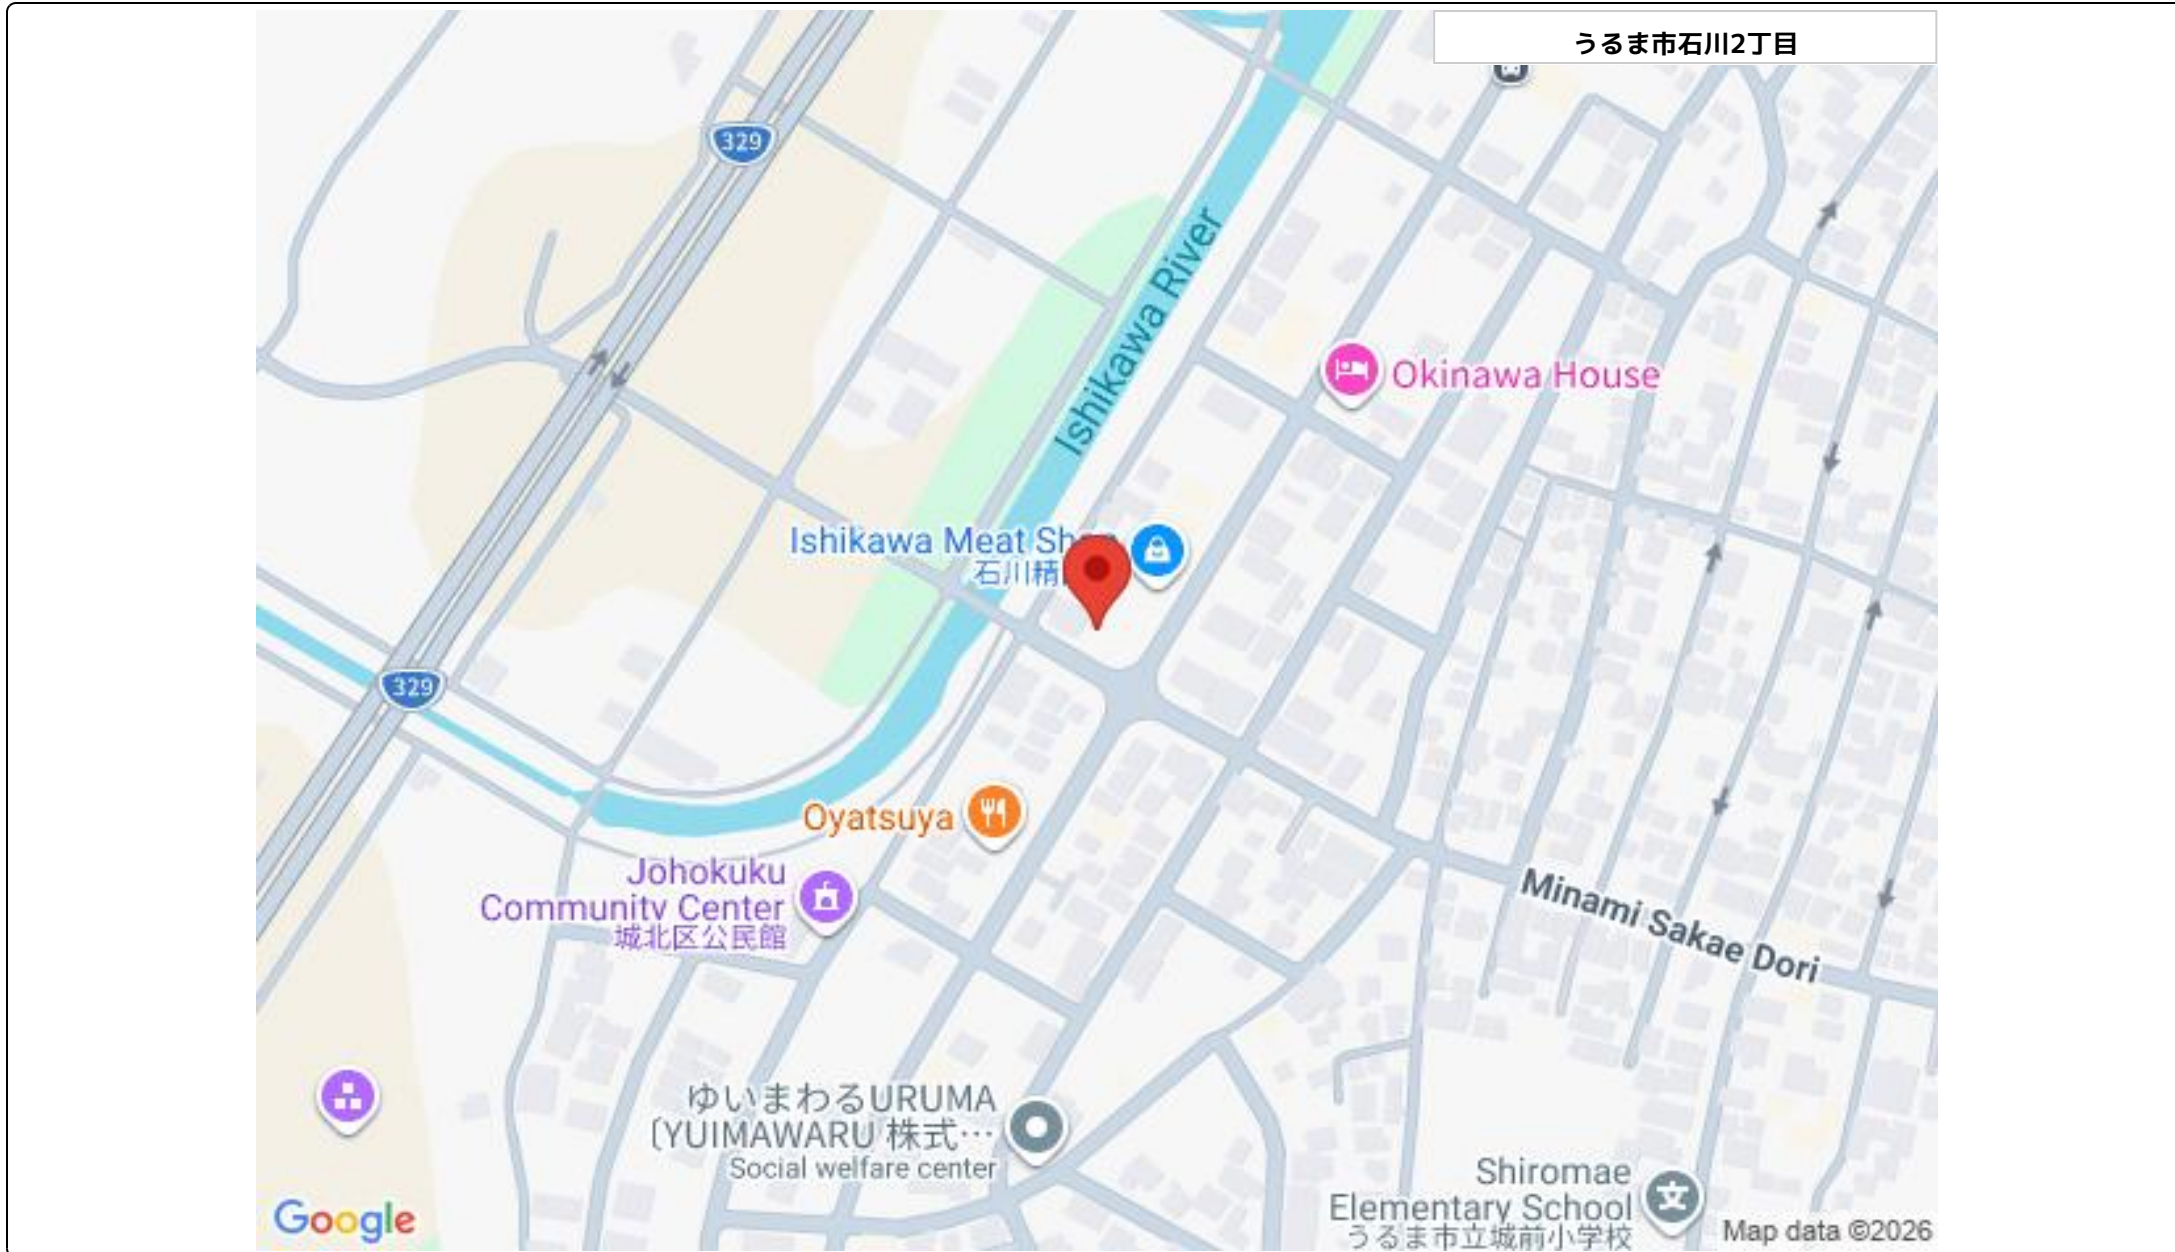 うるま市石川2丁目
329
Ishikawa River
Okinawa House
Ishikawa Meat
石川精
329
Oyatsuya
Johokuku
Community Center
城北区公民館
Minami Sakae Dori
ゆいまわるURUMA
(YUIMAWARU 株式…
Social welfare center
Shiromae
Elementary School
うるま市立城前小学校
Google
Map data ©2026